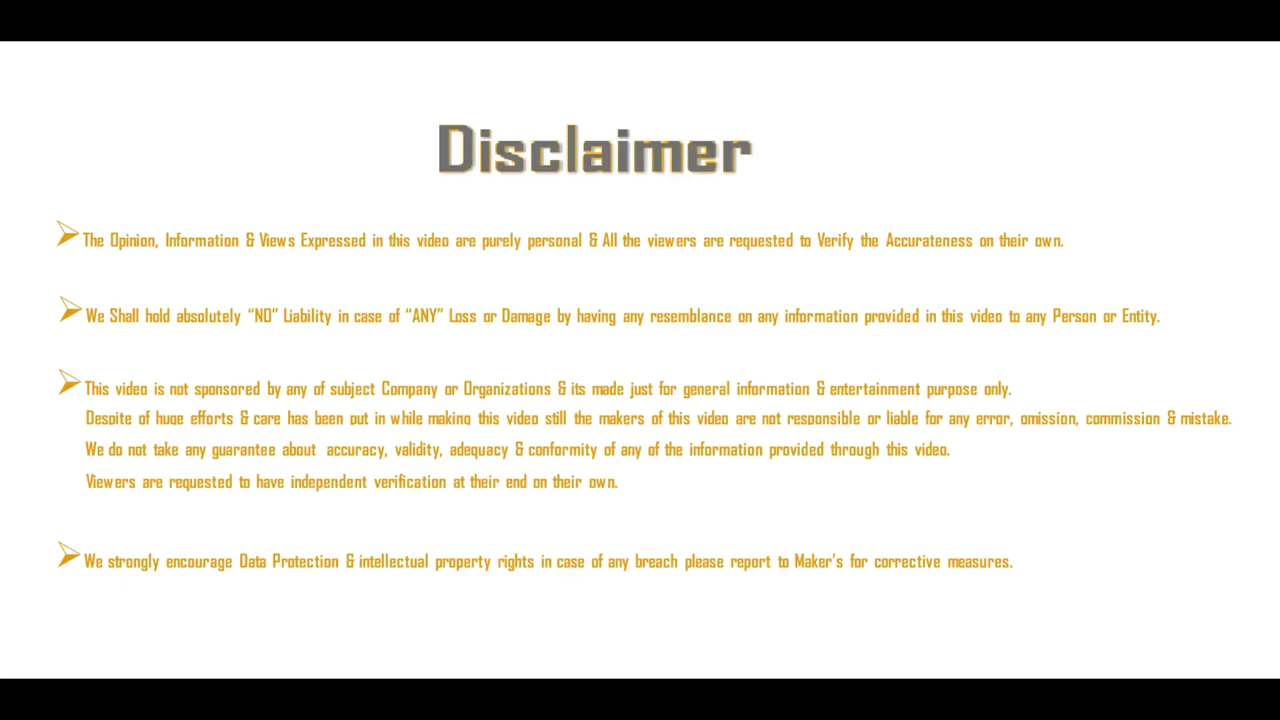 Disclaimer
The Opinion, Information & Views Expressed in this video are purely personal & All the viewers are requested to Verify the Accurateness on their own.
We Shall hold absolutely “NO” Liability in case of “ANY” Loss or Damage by having any resemblance on any information provided in this video to any Person or Entity.
This video is not sponsored by any of subject Company or Organizations & its made just for general information & entertainment purpose only.
Despite of huge efforts & care has been put in while making this video still the makers of this video are not responsible or liable for any error, omission, commission & mistake.
We do not take any guarantee about accuracy, validity, adequacy & conformity of any of the information provided through this video.
Viewers are requested to have independent verification at their end on their own.
We strongly encourage Data Protection & intellectual property rights in case of any breach please report to Maker’s for corrective measures.